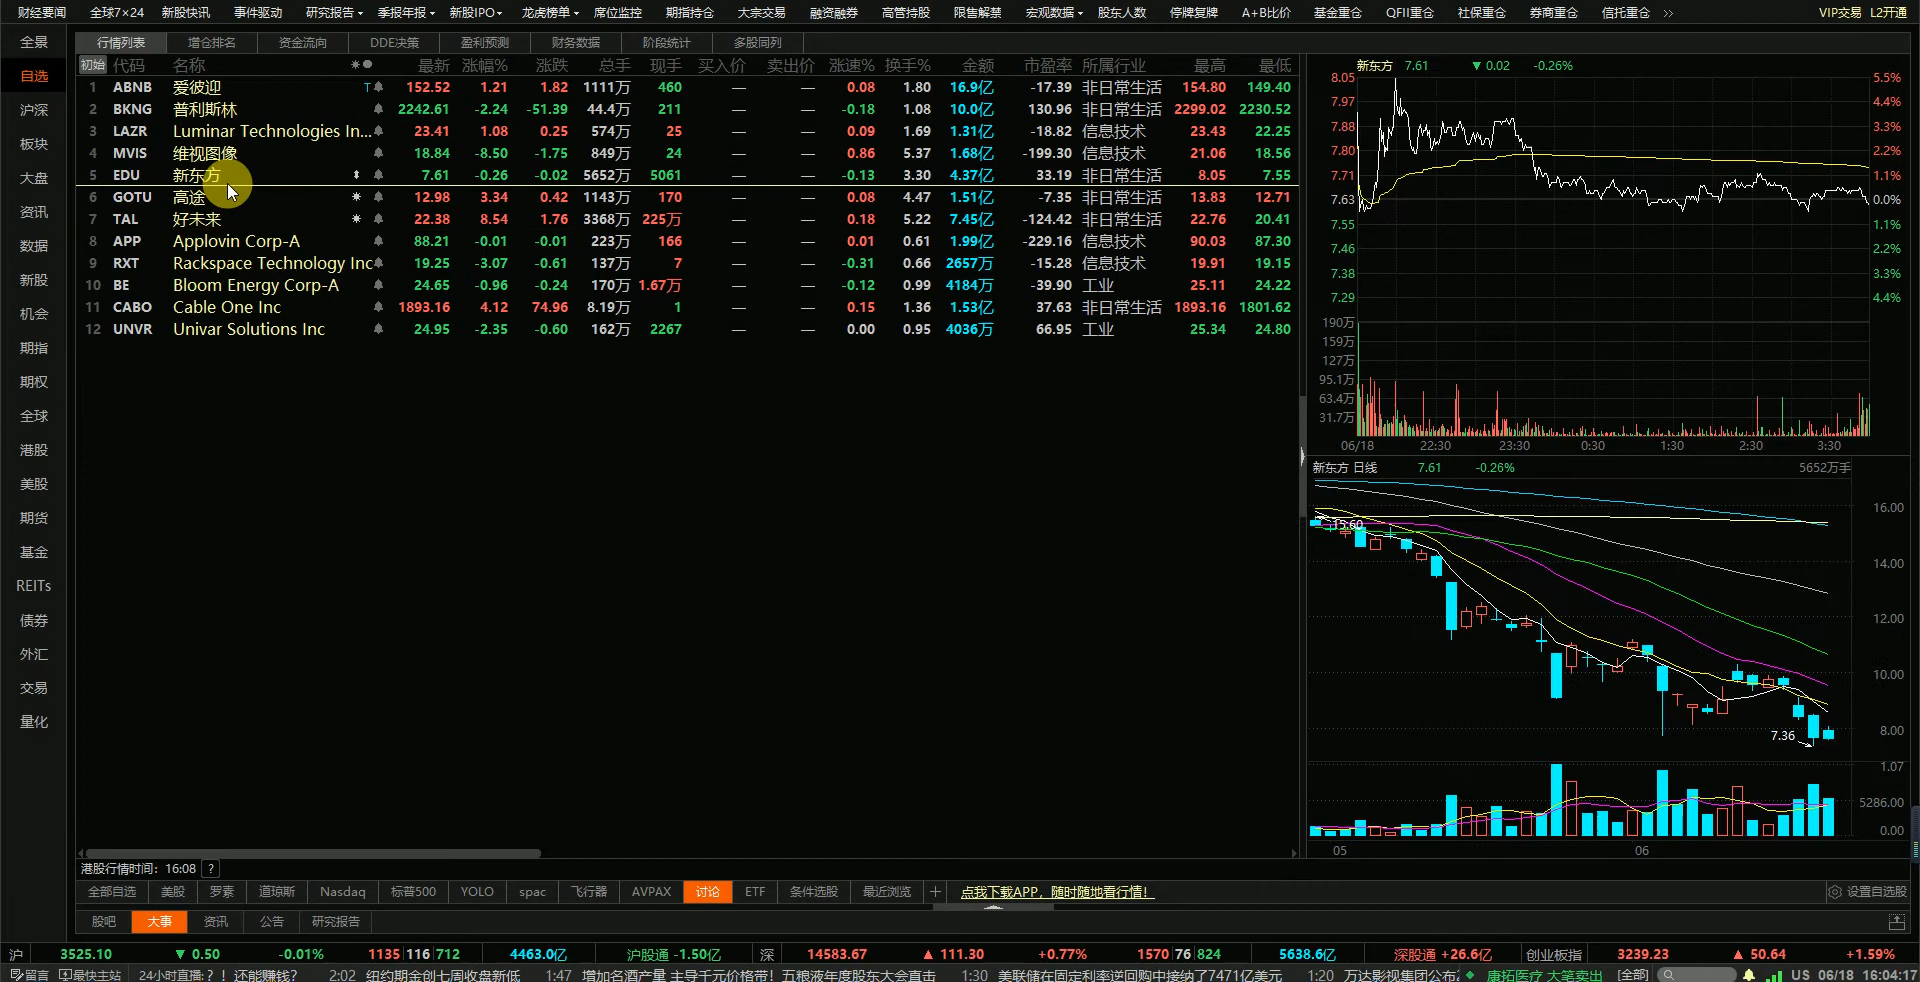 财经要闻 全球7×24 新股快讯 事件驱动 研究报告 季报年报 新股IPO 龙虎榜单 席位监控 期指持仓 大宗交易 融资融券 高管持股 限售解禁 宏观数据 股东人数 停牌复牌 A+B比价 基金重仓 QFII重仓 社保重仓 券商重仓 信托重仓 » VIP交易 L2开通
全景
自选
沪深
板块
大盘
资讯
数据
新股
机会
期指
期权
全球
港股
美股
期货
基金
REITs
债券
外汇
交易
量化
行情列表 增仓排名 资金流向 DDE决策 盈利预测 财务数据 阶段统计 多股同列
初始 代码 名称 最新 涨幅% 涨跌 总手 现手 买入价 卖出价 涨速% 换手% 金额 市盈率 所属行业 最高 最低
1 ABNB 爱彼迎 T 152.52 1.21 1.82 1111万 460 — — 0.08 1.80 16.9亿 -17.39 非日常生活 154.80 149.40
2 BKNG 普利斯林 2242.61 -2.24 -51.39 44.4万 211 — — -0.18 1.08 10.0亿 130.96 非日常生活 2299.02 2230.52
3 LAZR Luminar Technologies In... 23.41 1.08 0.25 574万 25 — — 0.09 1.69 1.31亿 -18.82 信息技术 23.43 22.25
4 MVIS 维视图像 18.84 -8.50 -1.75 849万 24 — — 0.86 5.37 1.68亿 -199.30 信息技术 21.06 18.56
5 EDU 新东方 7.61 -0.26 -0.02 5652万 5061 — — -0.13 3.30 4.37亿 33.19 非日常生活 8.05 7.55
6 GOTU 高途 12.98 3.34 0.42 1143万 170 — — 0.08 4.47 1.51亿 -7.35 非日常生活 13.83 12.71
7 TAL 好未来 22.38 8.54 1.76 3368万 225万 — — 0.18 5.22 7.45亿 -124.42 非日常生活 22.76 20.41
8 APP Applovin Corp-A 88.21 -0.01 -0.01 223万 166 — — 0.01 0.61 1.99亿 -229.16 信息技术 90.03 87.30
9 RXT Rackspace Technology Inc 19.25 -3.07 -0.61 137万 7 — — -0.31 0.66 2657万 -15.28 信息技术 19.91 19.15
10 BE Bloom Energy Corp-A 24.65 -0.96 -0.24 170万 1.67万 — — -0.12 0.99 4184万 -39.90 工业 25.11 24.22
11 CABO Cable One Inc 1893.16 4.12 74.96 8.19万 1 — — 0.15 1.36 1.53亿 37.63 非日常生活 1893.16 1801.62
12 UNVR Univar Solutions Inc 24.95 -2.35 -0.60 162万 2267 — — 0.00 0.95 4036万 66.95 工业 25.34 24.80
新东方 7.61 ▼0.02 -0.26%
8.05 5.5%
7.97 4.4%
7.88 3.3%
7.80 2.2%
7.71 1.1%
7.63 0.0%
7.55 1.1%
7.46 2.2%
7.38 3.3%
7.29 4.4%
190万
159万
127万
95.1万
63.4万
31.7万
06/18 22:30 23:30 0:30 1:30 2:30 3:30
新东方 日线 7.61 -0.26% 5652万手
15.60
16.00
14.00
12.00
10.00
7.36
8.00
1.07
5286.00
0.00
05 06
港股行情时间: 16:08 ?
全部自选 美股 罗素 道琼斯 Nasdaq 标普500 YOLO spac 飞行器 AVPAX 讨论 ETF 条件选股 最近浏览 + 点我下载APP，随时随地看行情! 设置自选股
股吧 大事 资讯 公告 研究报告
沪 3525.10 ▼0.50 -0.01% 1135 116 712 4463.0亿 沪股通 -1.50亿 深 14583.67 ▲111.30 +0.77% 1570 76 824 5638.6亿 深股通 +26.6亿 创业板指 3239.23 ▲50.64 +1.59%
留言 最快主站 24小时直播: ？！ 还能赚钱? 2:02 纽约期金创七周收盘新低 1:47 增加名酒产量 主导千元价格带! 五粮液年度股东大会直击 1:30 美联储在固定利率逆回购中接纳了7471亿美元 1:20 万达影视集团公布 康拓医疗 大笔卖出 [全部] US 06/18 16:04:17